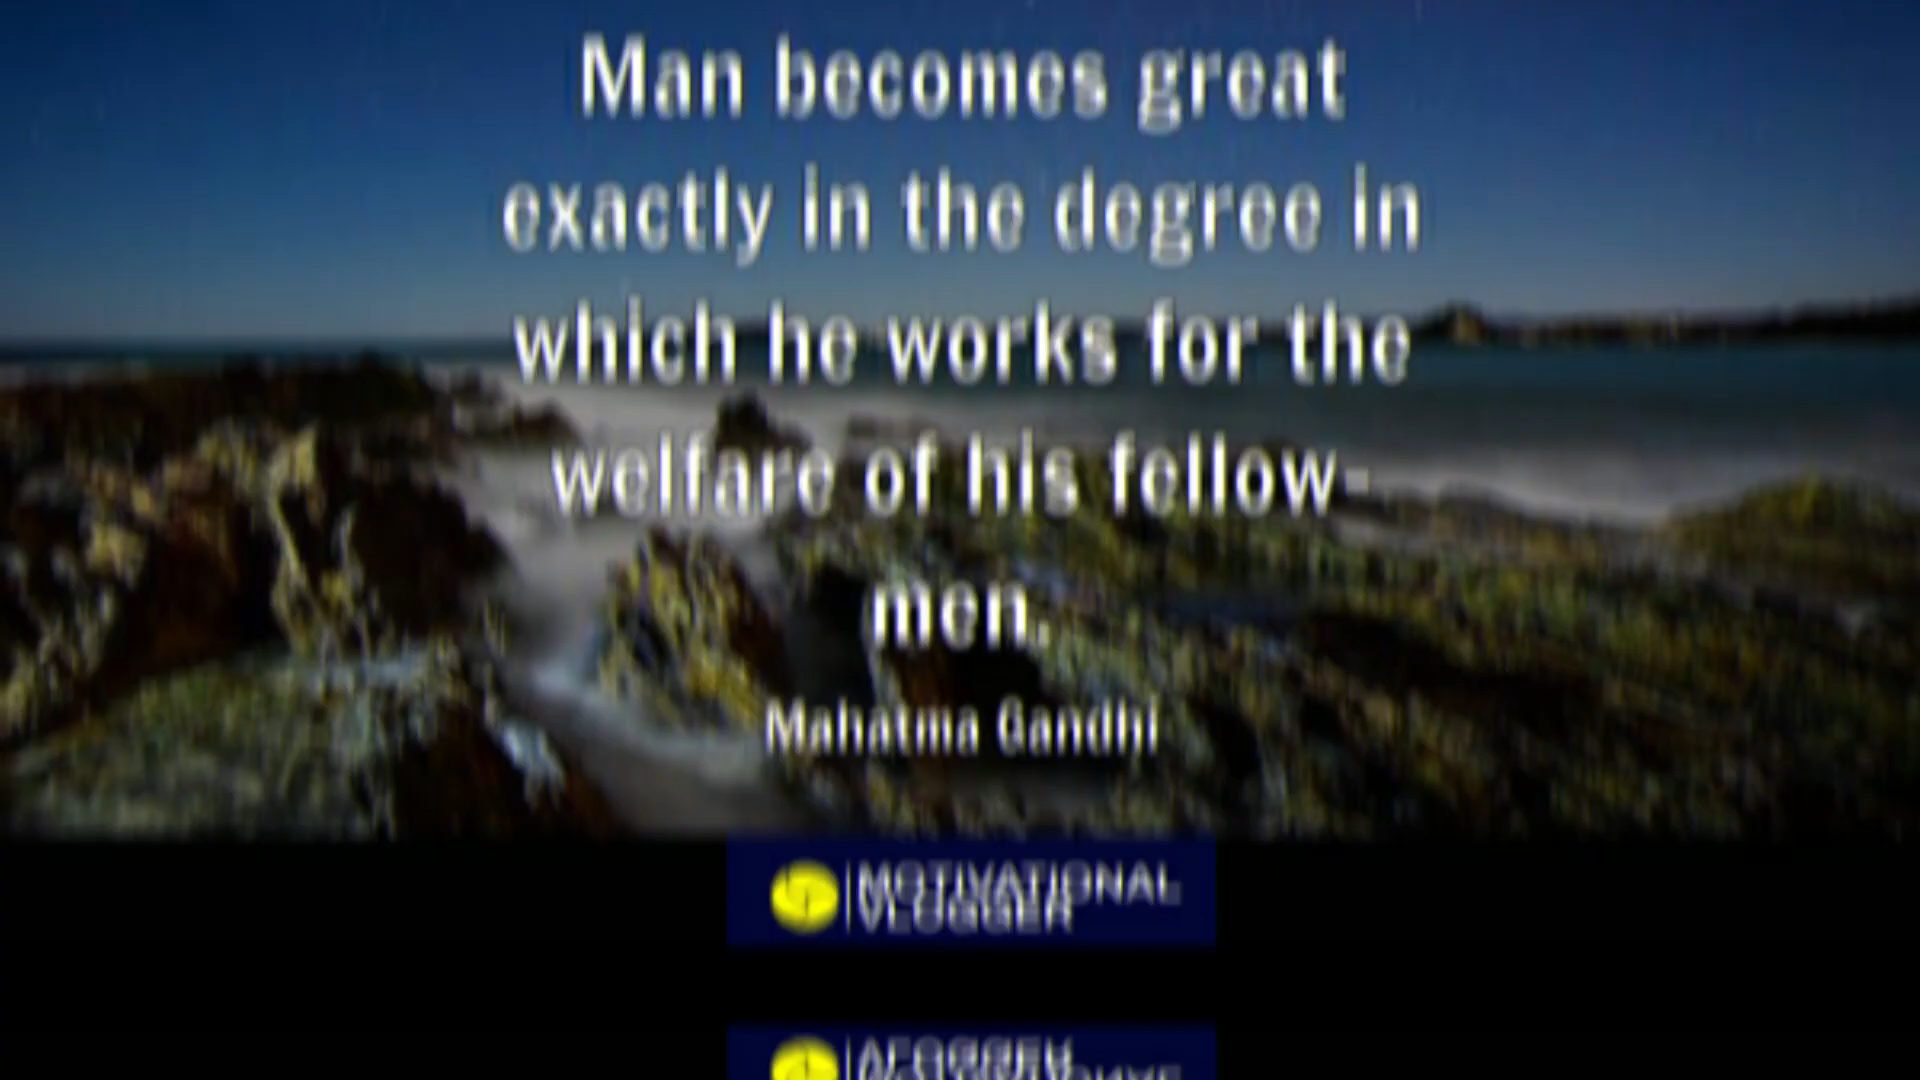 Man becomes great
exactly in the degree in
which he works for the
welfare of his fellow-
men.
Mahatma Gandhi
MOTIVATIONAL
VLOGGER